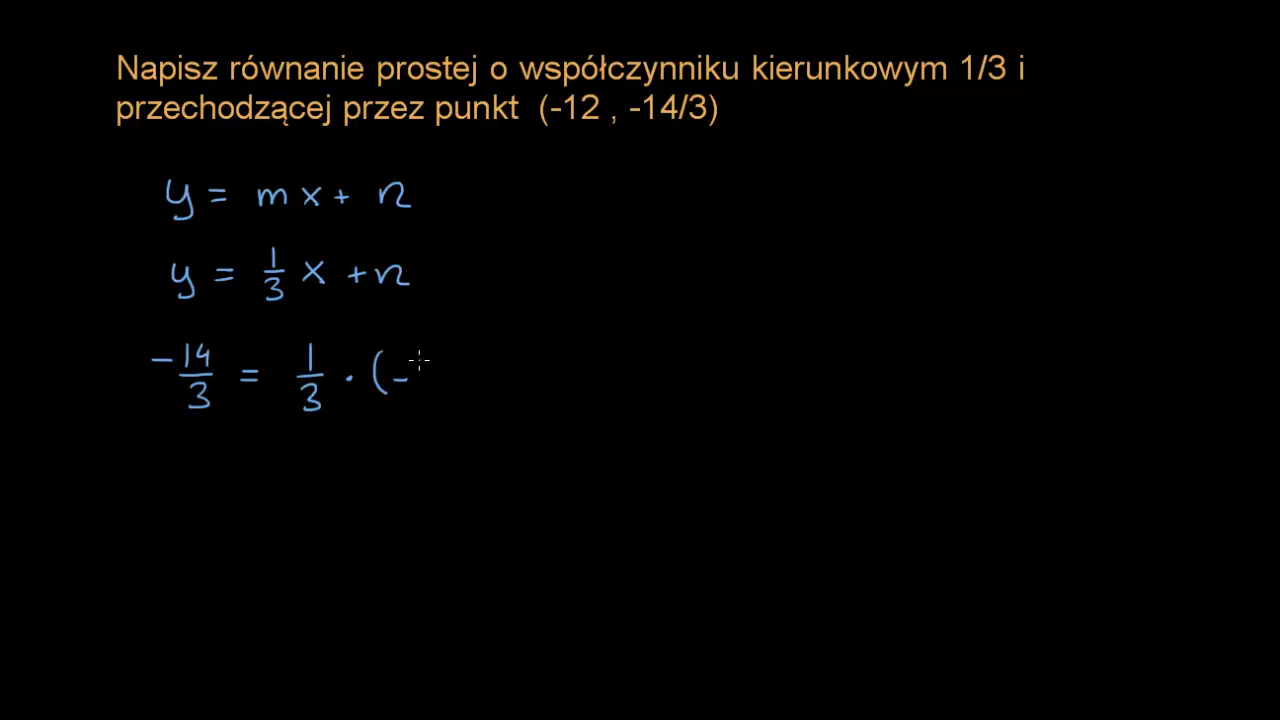 Napisz równanie prostej o współczynniku kierunkowym 1/3 i
przechodzącej przez punkt (-12 , -14/3)
y = mx + n
y = 1/3 x + n
-14/3 = 1/3 · (-